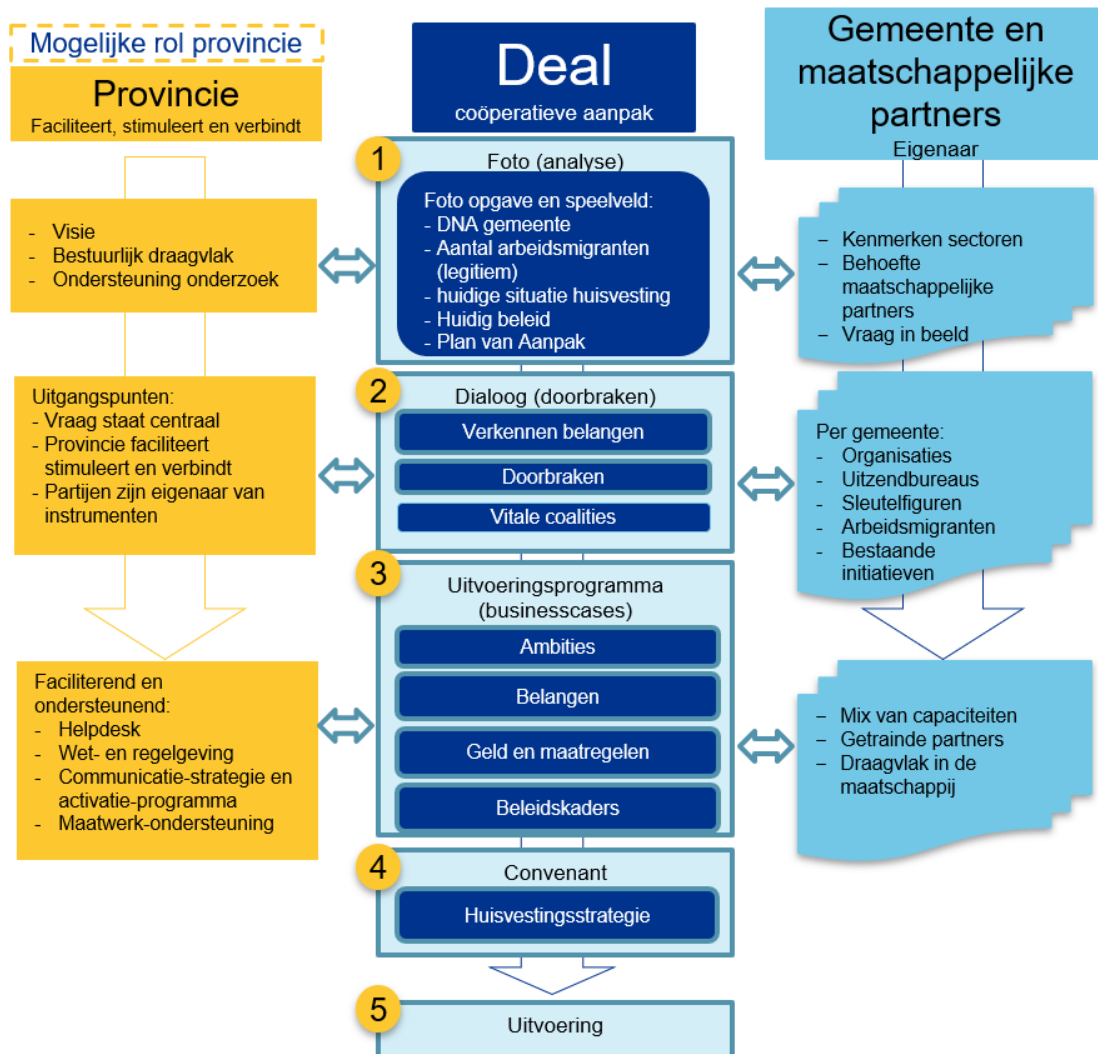 Mogelijke rol provincie
Provincie
Faciliteert, stimuleert en verbindt
- Visie
- Bestuurlijk draagvlak
- Ondersteuning onderzoek
Uitgangspunten:
- Vraag staat centraal
- Provincie faciliteert
stimuleert en verbindt
- Partijen zijn eigenaar van
instrumenten
Faciliterend en
ondersteunend:
- Helpdesk
- Wet- en regelgeving
- Communicatie-strategie en
activatie-programma
- Maatwerk-ondersteuning
Deal
coöperatieve aanpak
1
Foto (analyse)
Foto opgave en speelveld:
- DNA gemeente
- Aantal arbeidsmigranten
(legitiem)
- huidige situatie huisvesting
- Huidig beleid
- Plan van Aanpak
2
Dialoog (doorbraken)
Verkennen belangen
Doorbraken
Vitale coalities
3
Uitvoeringsprogramma
(businesscases)
Ambities
Belangen
Geld en maatregelen
Beleidskaders
4
Convenant
Huisvestingsstrategie
5
Uitvoering
Gemeente en
maatschappelijke
partners
Eigenaar
– Kenmerken sectoren
– Behoefte
maatschappelijke
partners
– Vraag in beeld
Per gemeente:
- Organisaties
- Uitzendbureaus
- Sleutelfiguren
- Arbeidsmigranten
- Bestaande
initiatieven
– Mix van capaciteiten
– Getrainde partners
– Draagvlak in de
maatschappij